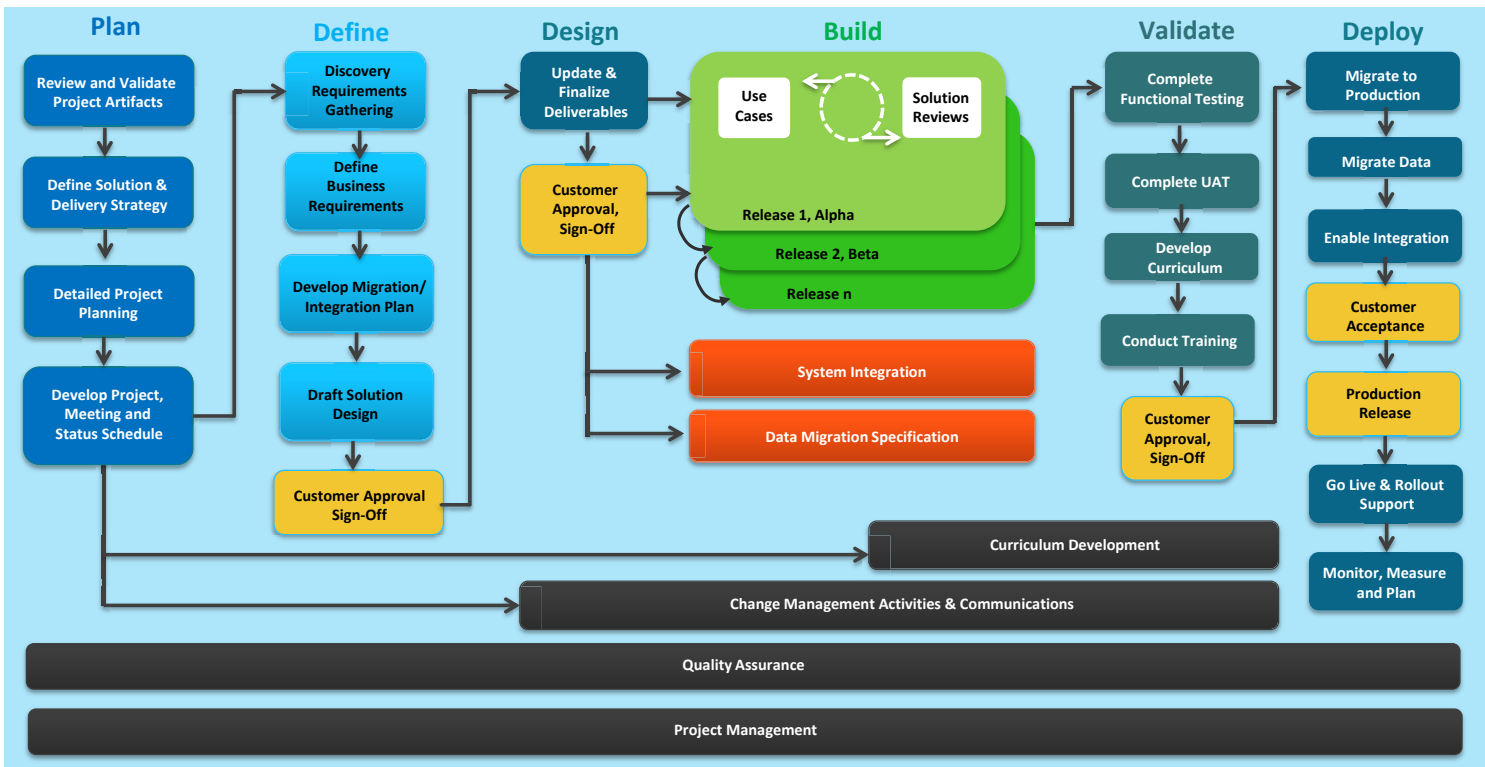 Plan
Review and Validate
Project Artifacts
Define Solution &
Delivery Strategy
Detailed Project
Planning
Develop Project,
Meeting and
Status Schedule
Define
Discovery
Requirements
Gathering
Define
Business
Requirements
Develop Migration/
Integration Plan
Draft Solution
Design
Customer Approval
Sign-Off
Design
Update &
Finalize
Deliverables
Customer
Approval,
Sign-Off
Build
Use
Cases
Solution
Reviews
Release 1, Alpha
Release 2, Beta
Release n
System Integration
Data Migration Specification
Validate
Complete
Functional Testing
Complete UAT
Develop
Curriculum
Conduct Training
Customer
Approval,
Sign-Off
Deploy
Migrate to
Production
Migrate Data
Enable Integration
Customer
Acceptance
Production
Release
Go Live & Rollout
Support
Monitor, Measure
and Plan
Curriculum Development
Change Management Activities & Communications
Quality Assurance
Project Management